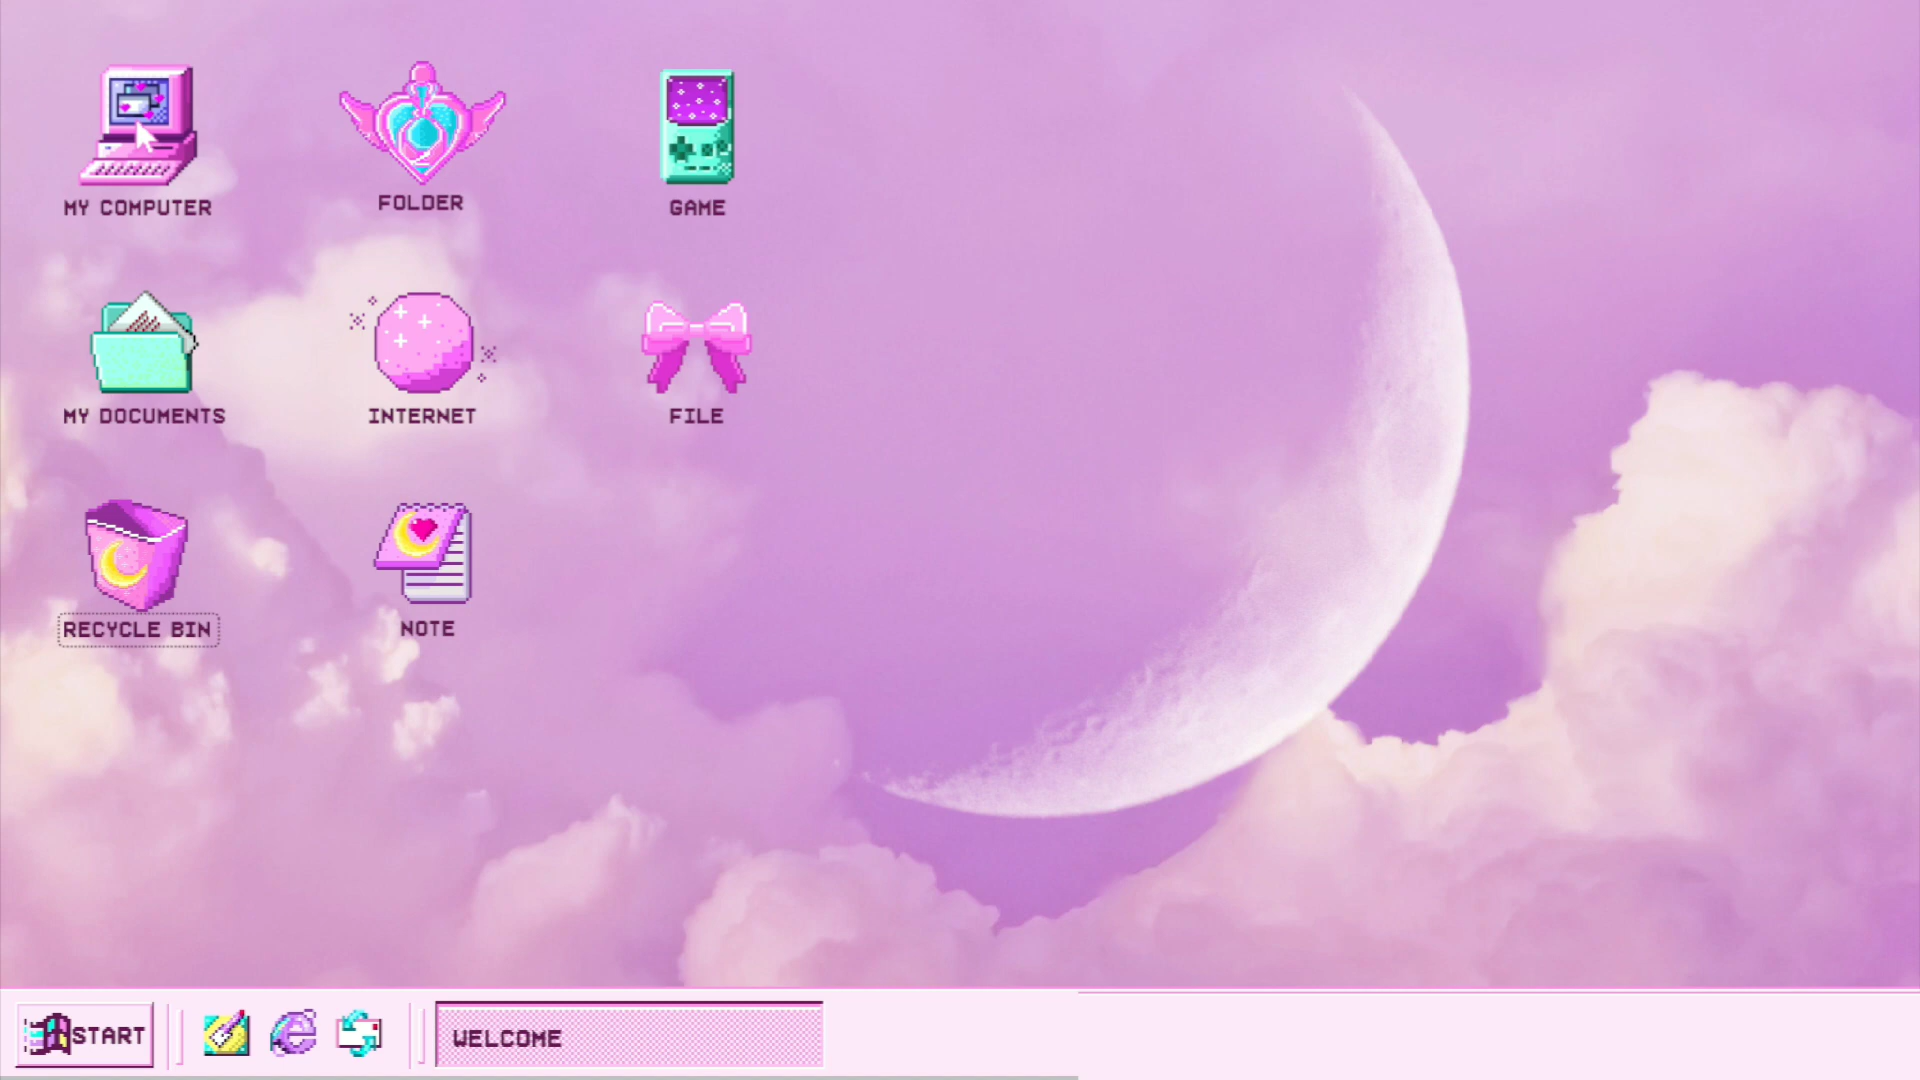 MY COMPUTER
FOLDER
GAME
MY DOCUMENTS
INTERNET
FILE
RECYCLE BIN
NOTE
START
WELCOME